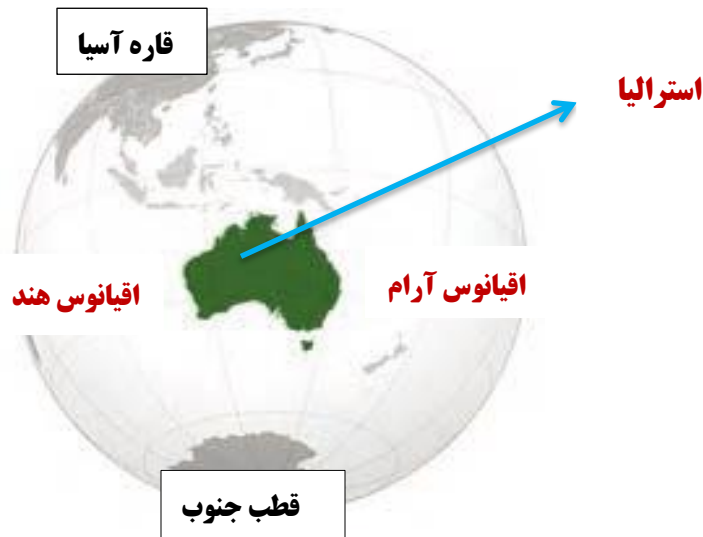 قاره آسیا
استرالیا
اقیانوس آرام
اقیانوس هند
قطب جنوب